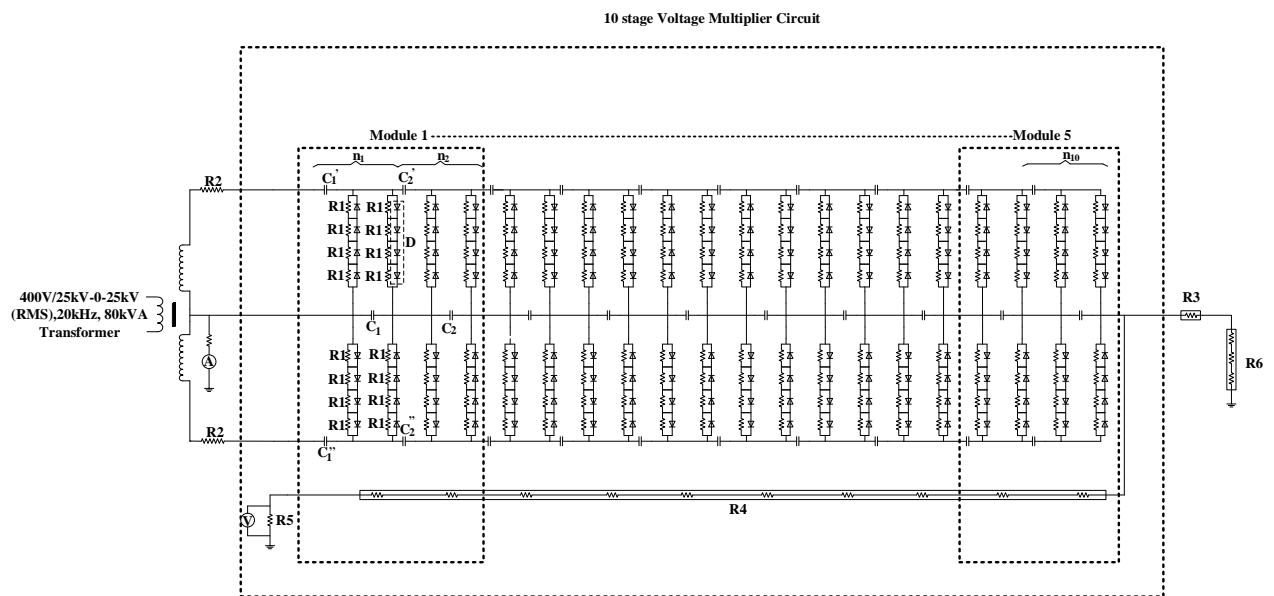 10 stage Voltage Multiplier Circuit
Module 1
Module 5
n1
n2
n10
R2
C1'
C2'
R1
R1
R1
R1
R1
R1
R1
R1
D
400V/25kV-0-25kV
(RMS),20kHz, 80kVA
Transformer
C1
C2
R3
A
R1
R1
R1
R1
R1
R1
R1
R1
R6
R2
C1''
C2''
R4
V
R5